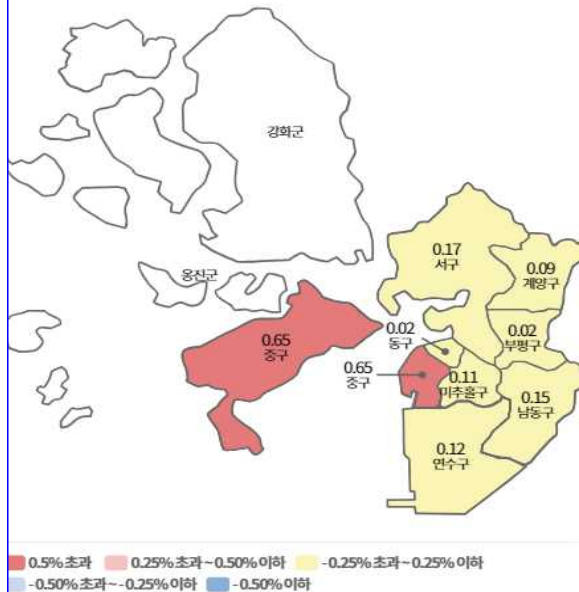 강화군
0.17
서구
0.09
계양구
옹진군
0.02
동구
0.02
부평구
0.65
중구
0.65
중구
0.11
미추홀구
0.15
남동구
0.12
연수구
0.5% 초과 0.25% 초과 ~ 0.50% 이하 -0.25% 초과 ~ 0.25% 이하
-0.50% 초과 ~ -0.25% 이하 -0.50% 이하